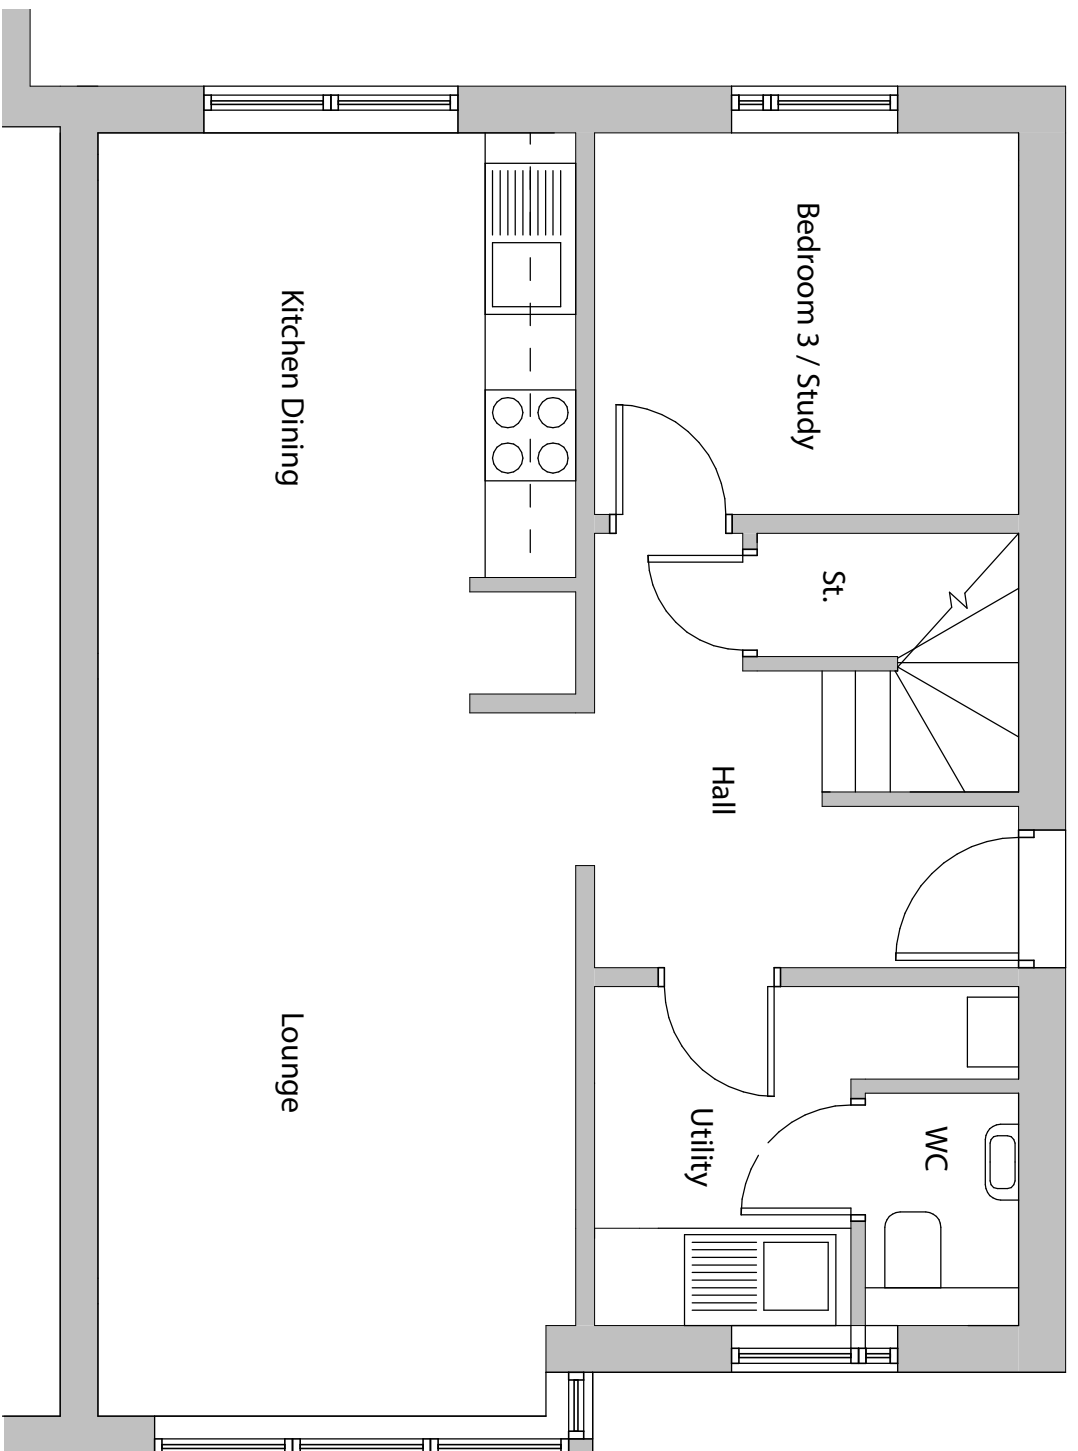 Bedroom 3 / Study
Kitchen Dining
St.
Hall
Lounge
Utility
WC